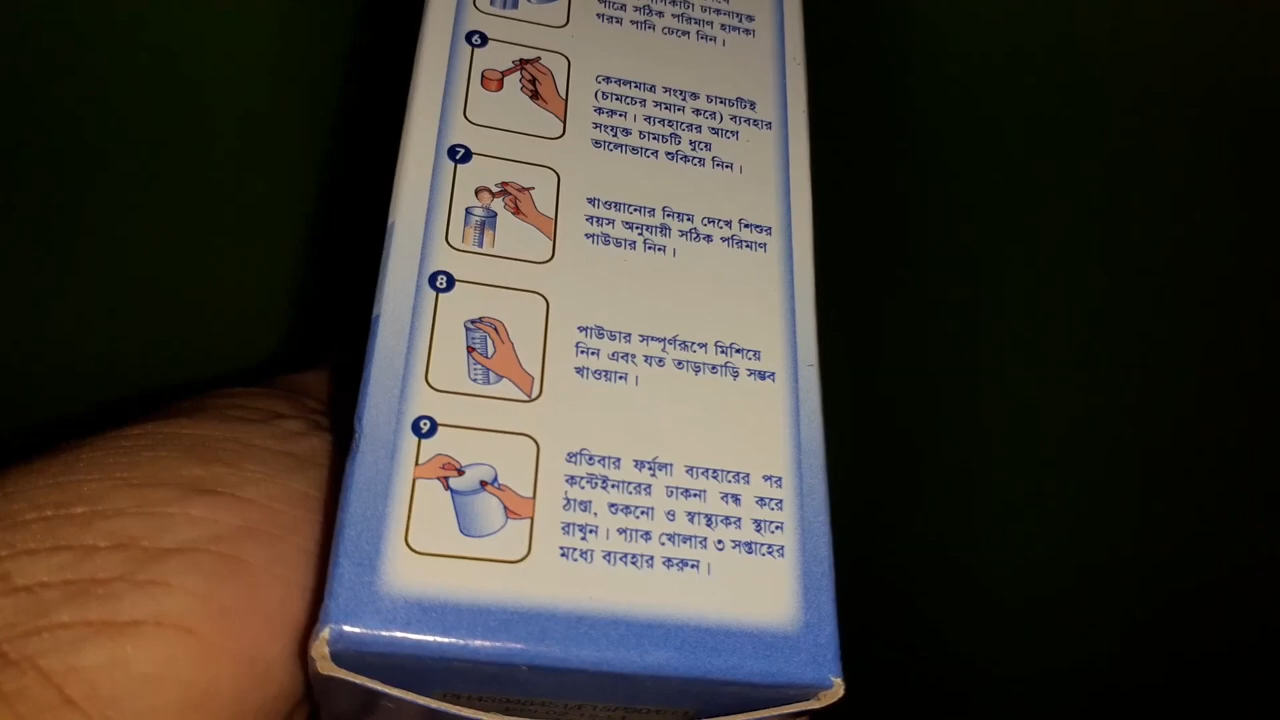 পাত্রে সঠিক পরিমাণ হালকা
গরম পানি ঢেলে নিন।
6
কেবলমাত্র সংযুক্ত চামচটিই
(চামচের সমান করে) ব্যবহার
করুন। ব্যবহারের আগে
সংযুক্ত চামচটি ধুয়ে
ভালোভাবে শুকিয়ে নিন।
7
খাওয়ানোর নিয়ম দেখে শিশুর
বয়স অনুযায়ী সঠিক পরিমাণ
পাউডার নিন।
8
পাউডার সম্পূর্ণরূপে মিশিয়ে
নিন এবং যত তাড়াতাড়ি সম্ভব
খাওয়ান।
9
প্রতিবার ফর্মুলা ব্যবহারের পর
কন্টেইনারের ঢাকনা বন্ধ করে
ঠাণ্ডা, শুকনো ও স্বাস্থ্যকর স্থানে
রাখুন। প্যাক খোলার ৩ সপ্তাহের
মধ্যে ব্যবহার করুন।